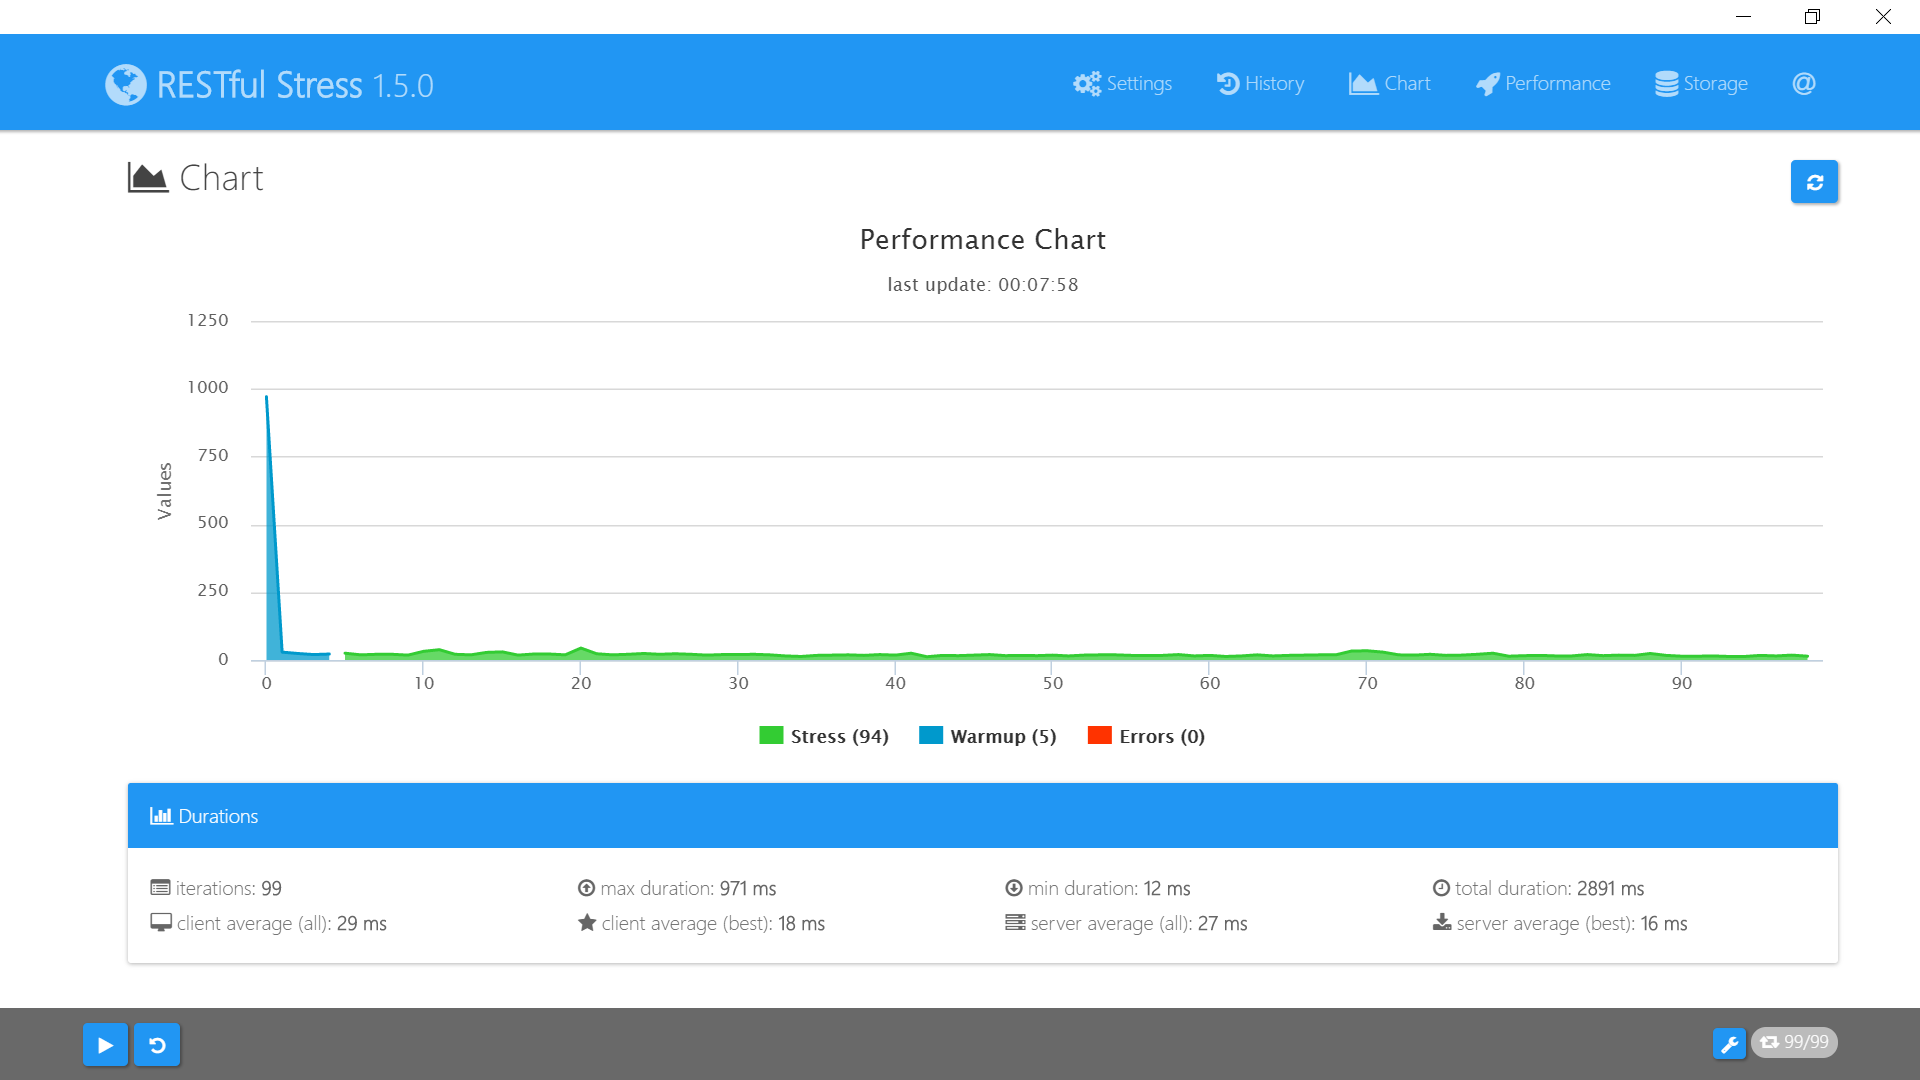 RESTful Stress 1.5.0
Settings
History
Chart
Performance
Storage
@
Chart
Performance Chart
last update: 00:07:58
1250
1000
750
500
250
0
Values
0 10 20 30 40 50 60 70 80 90
Stress (94) Warmup (5) Errors (0)
Durations
iterations: 99
max duration: 971 ms
min duration: 12 ms
total duration: 2891 ms
client average (all): 29 ms
client average (best): 18 ms
server average (all): 27 ms
server average (best): 16 ms
99/99